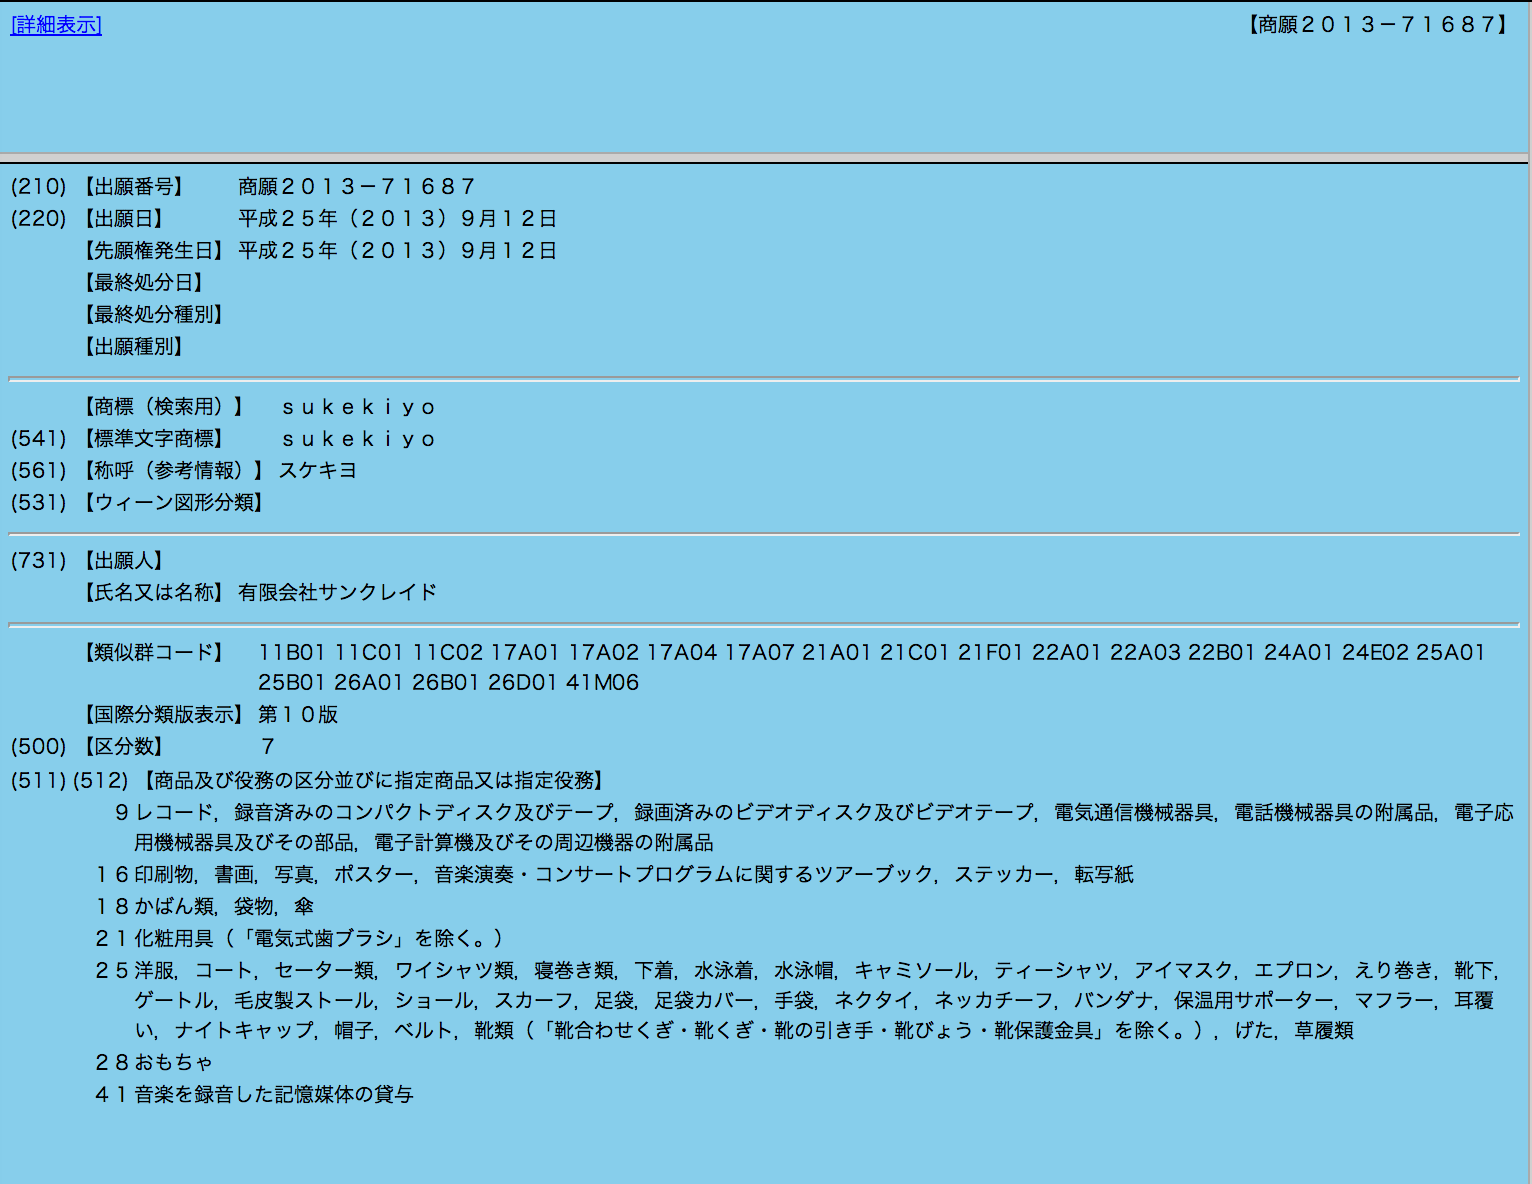 [詳細表示]
【商願２０１３－７１６８７】
(210) 【出願番号】 商願２０１３－７１６８７
(220) 【出願日】 平成２５年（２０１３）９月１２日
【先願権発生日】 平成２５年（２０１３）９月１２日
【最終処分日】
【最終処分種別】
【出願種別】
【商標（検索用）】 ｓｕｋｅｋｉｙｏ
(541) 【標準文字商標】 ｓｕｋｅｋｉｙｏ
(561) 【称呼（参考情報）】 スケキヨ
(531) 【ウィーン図形分類】
(731) 【出願人】
【氏名又は名称】 有限会社サンクレイド
【類似群コード】 11B01 11C01 11C02 17A01 17A02 17A04 17A07 21A01 21C01 21F01 22A01 22A03 22B01 24A01 24E02 25A01
25B01 26A01 26B01 26D01 41M06
【国際分類版表示】 第１０版
(500) 【区分数】 ７
(511) (512) 【商品及び役務の区分並びに指定商品又は指定役務】
９ レコード，録音済みのコンパクトディスク及びテープ，録画済みのビデオディスク及びビデオテープ，電気通信機械器具，電話機械器具の附属品，電子応
用機械器具及びその部品，電子計算機及びその周辺機器の附属品
１６ 印刷物，書画，写真，ポスター，音楽演奏・コンサートプログラムに関するツアーブック，ステッカー，転写紙
１８ かばん類，袋物，傘
２１ 化粧用具（「電気式歯ブラシ」を除く。）
２５ 洋服，コート，セーター類，ワイシャツ類，寝巻き類，下着，水泳着，水泳帽，キャミソール，ティーシャツ，アイマスク，エプロン，えり巻き，靴下，
ゲートル，毛皮製ストール，ショール，スカーフ，足袋，足袋カバー，手袋，ネクタイ，ネッカチーフ，バンダナ，保温用サポーター，マフラー，耳覆
い，ナイトキャップ，帽子，ベルト，靴類（「靴合わせくぎ・靴くぎ・靴の引き手・靴びょう・靴保護金具」を除く。），げた，草履類
２８ おもちゃ
４１ 音楽を録音した記憶媒体の貸与